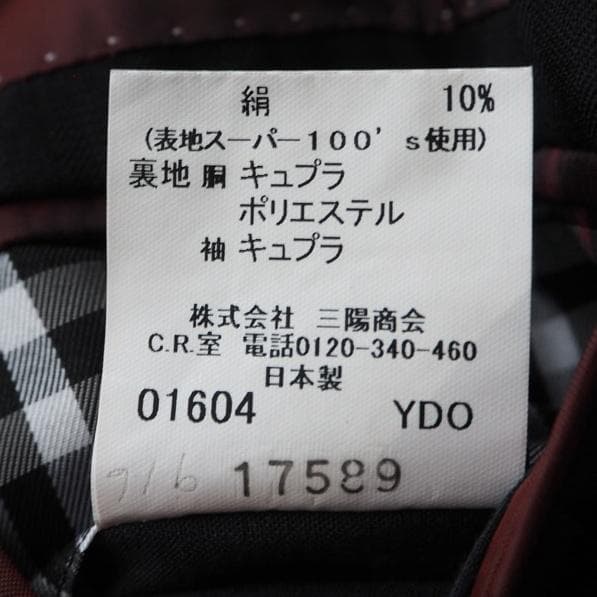 絹 10%
(表地スーパー100's使用)
裏地 胴 キュプラ
ポリエステル
袖 キュプラ
株式会社 三陽商会
C.R.室 電話0120-340-460
日本製
01604 YDO
916 17589